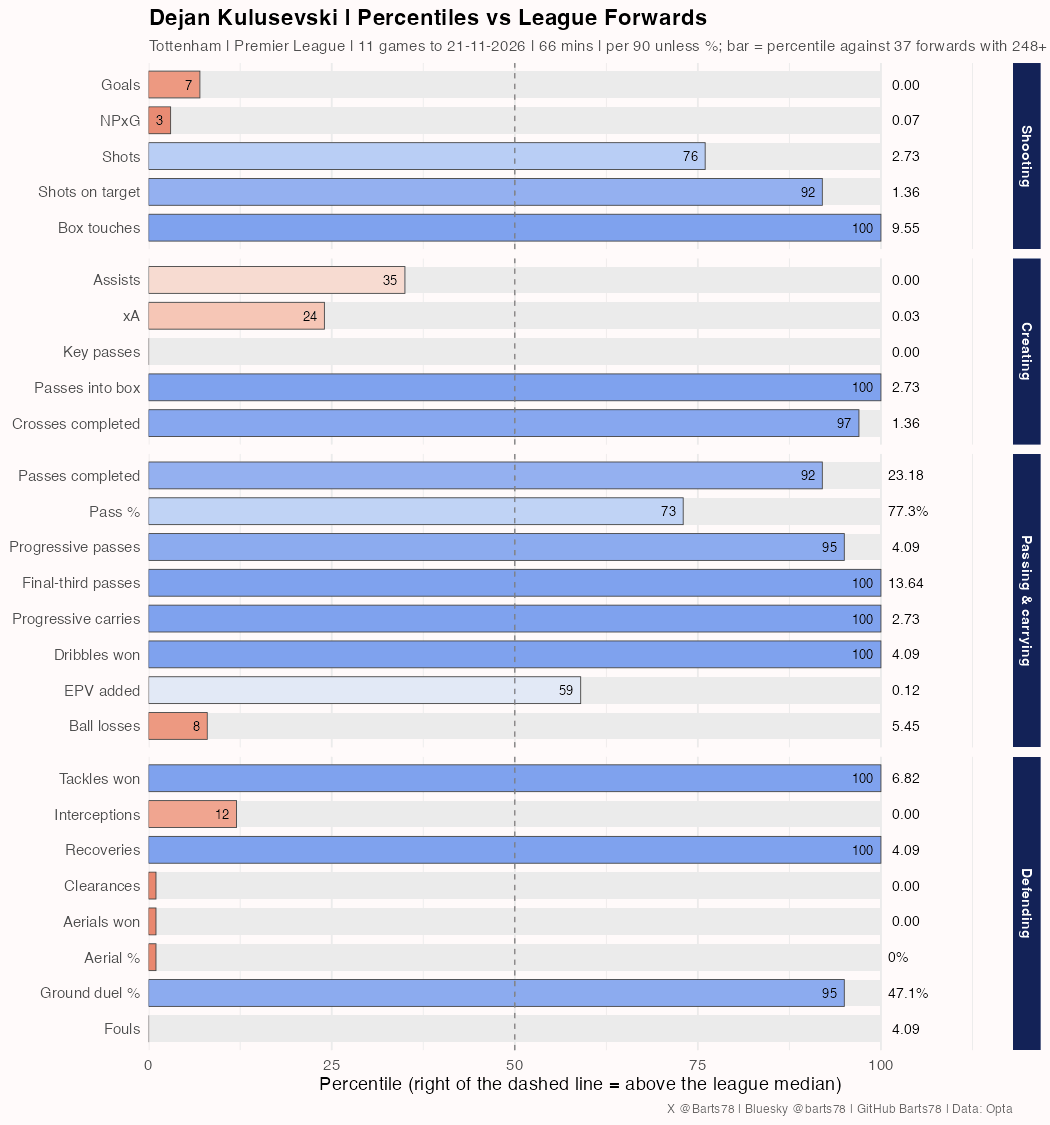 Dejan Kulusevski | Percentiles vs League Forwards
Tottenham | Premier League | 11 games to 21-11-2026 | 66 mins | per 90 unless %; bar = percentile against 37 forwards with 248+
Shooting
Goals 7 0.00
NPxG 3 0.07
Shots 76 2.73
Shots on target 92 1.36
Box touches 100 9.55
Creating
Assists 35 0.00
xA 24 0.03
Key passes 0.00
Passes into box 100 2.73
Crosses completed 97 1.36
Passing & carrying
Passes completed 92 23.18
Pass % 73 77.3%
Progressive passes 95 4.09
Final-third passes 100 13.64
Progressive carries 100 2.73
Dribbles won 100 4.09
EPV added 59 0.12
Ball losses 8 5.45
Defending
Tackles won 100 6.82
Interceptions 12 0.00
Recoveries 100 4.09
Clearances 0.00
Aerials won 0.00
Aerial % 0%
Ground duel % 95 47.1%
Fouls 4.09
0 25 50 75 100
Percentile (right of the dashed line = above the league median)
X @Barts78 | Bluesky @barts78 | GitHub Barts78 | Data: Opta